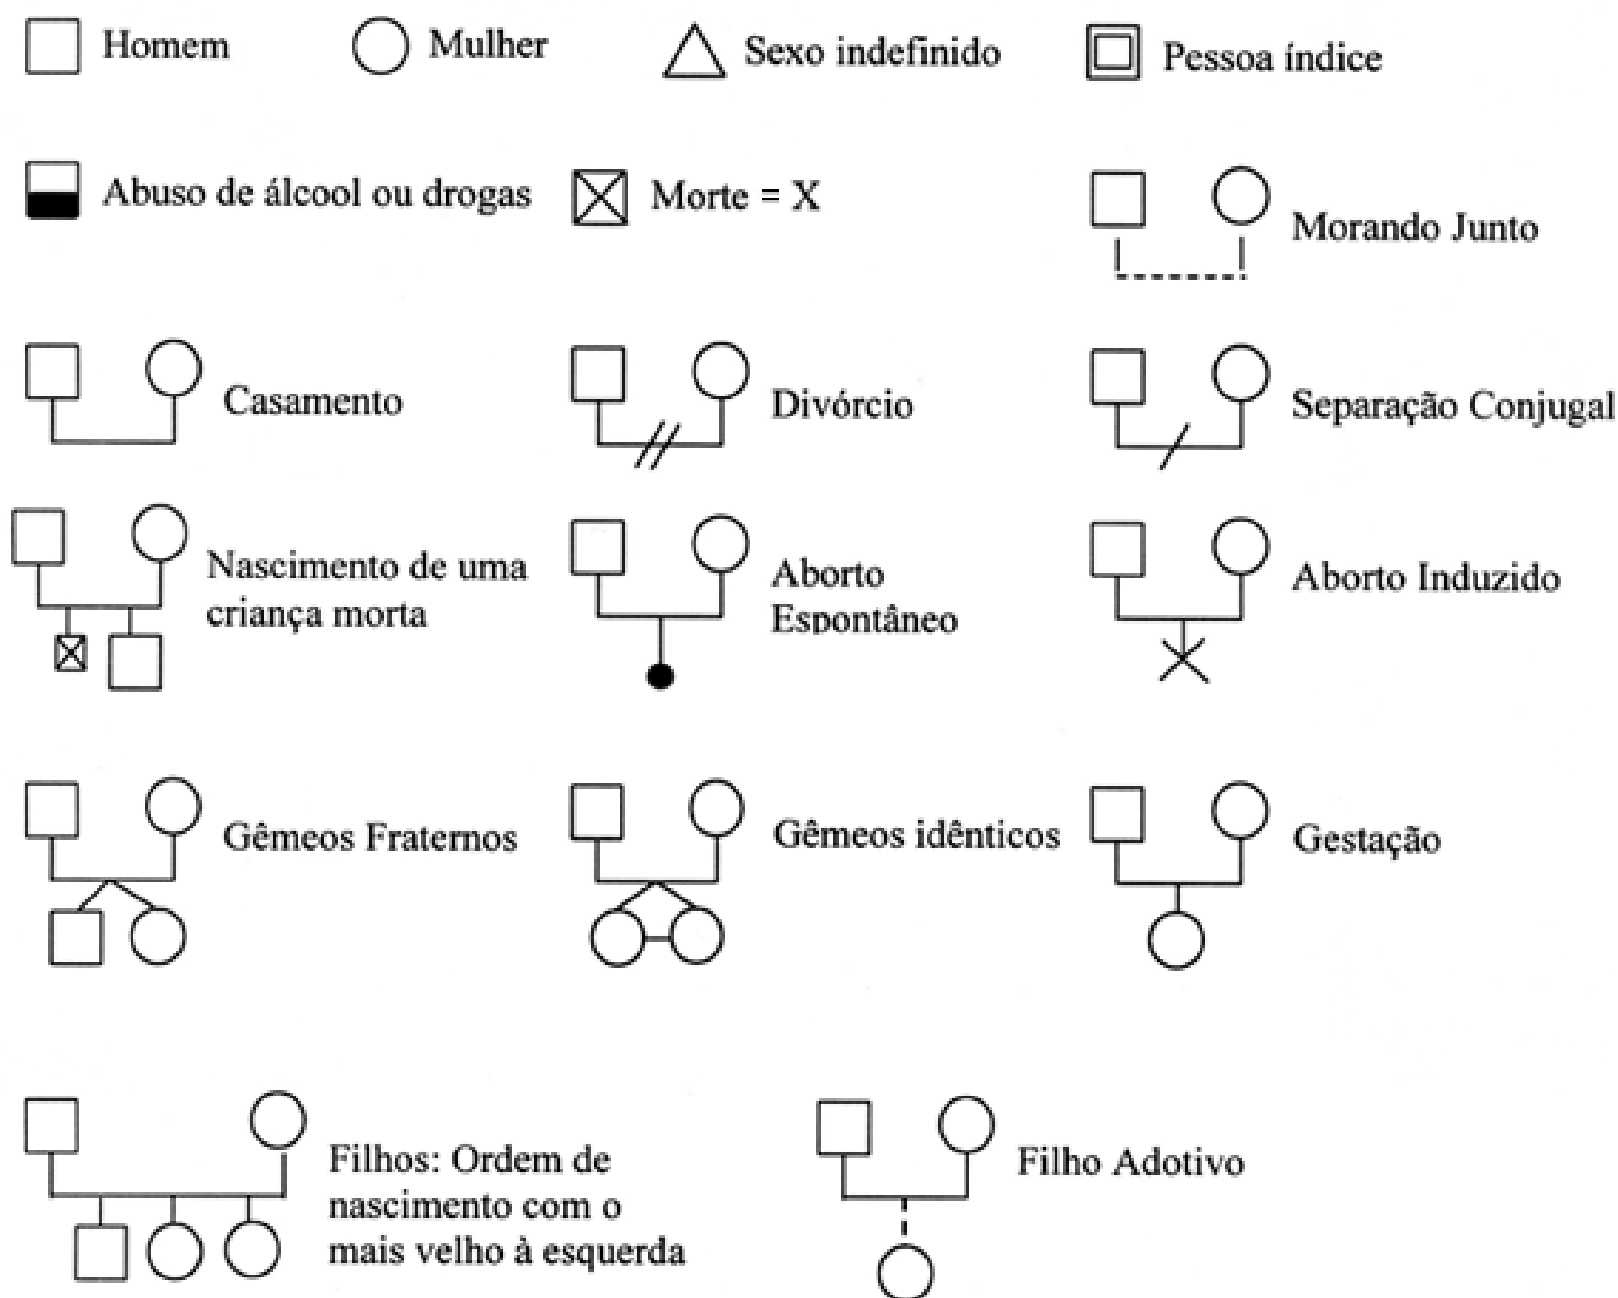 Homem
Mulher
Sexo indefinido
Pessoa índice
Abuso de álcool ou drogas
Morte = X
Morando Junto
Casamento
Divórcio
Separação Conjugal
Nascimento de uma
criança morta
Aborto
Espontâneo
Aborto Induzido
Gêmeos Fraternos
Gêmeos idênticos
Gestação
Filhos: Ordem de
nascimento com o
mais velho à esquerda
Filho Adotivo